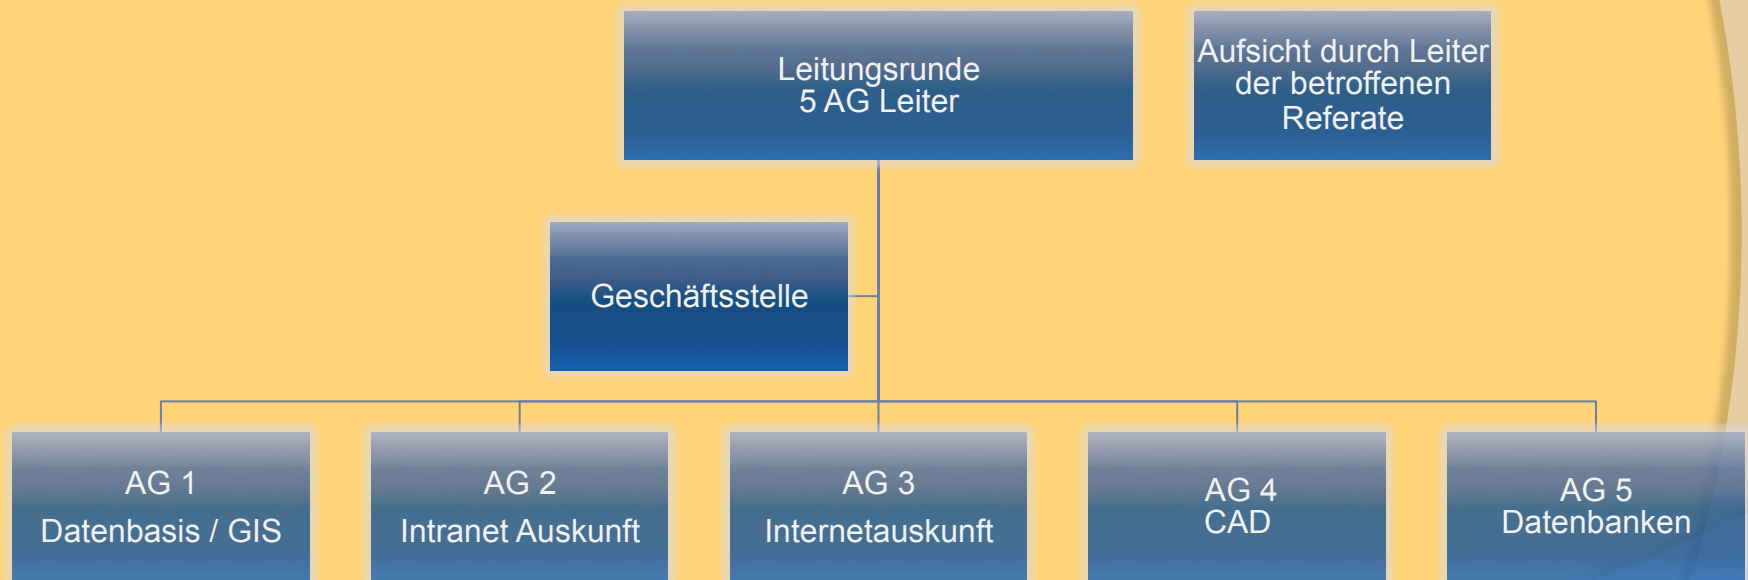 Leitungsrunde
5 AG Leiter
Aufsicht durch Leiter
der betroffenen
Referate
Geschäftsstelle
AG 1
Datenbasis / GIS
AG 2
Intranet Auskunft
AG 3
Internetauskunft
AG 4
CAD
AG 5
Datenbanken